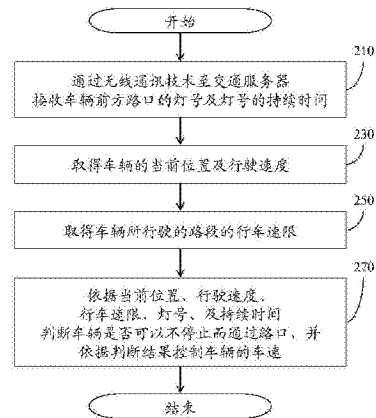 开始
210
通过无线通讯技术至交通服务器
接收车辆前方路口的灯号及灯号的持续时间
230
取得车辆的当前位置及行驶速度
250
取得车辆所行驶的路段的行车速限
270
依据当前位置、行驶速度、
行车速限、灯号、及持续时间
判断车辆是否可以不停止而通过路口，并
依据判断结果控制车辆的车速
结束